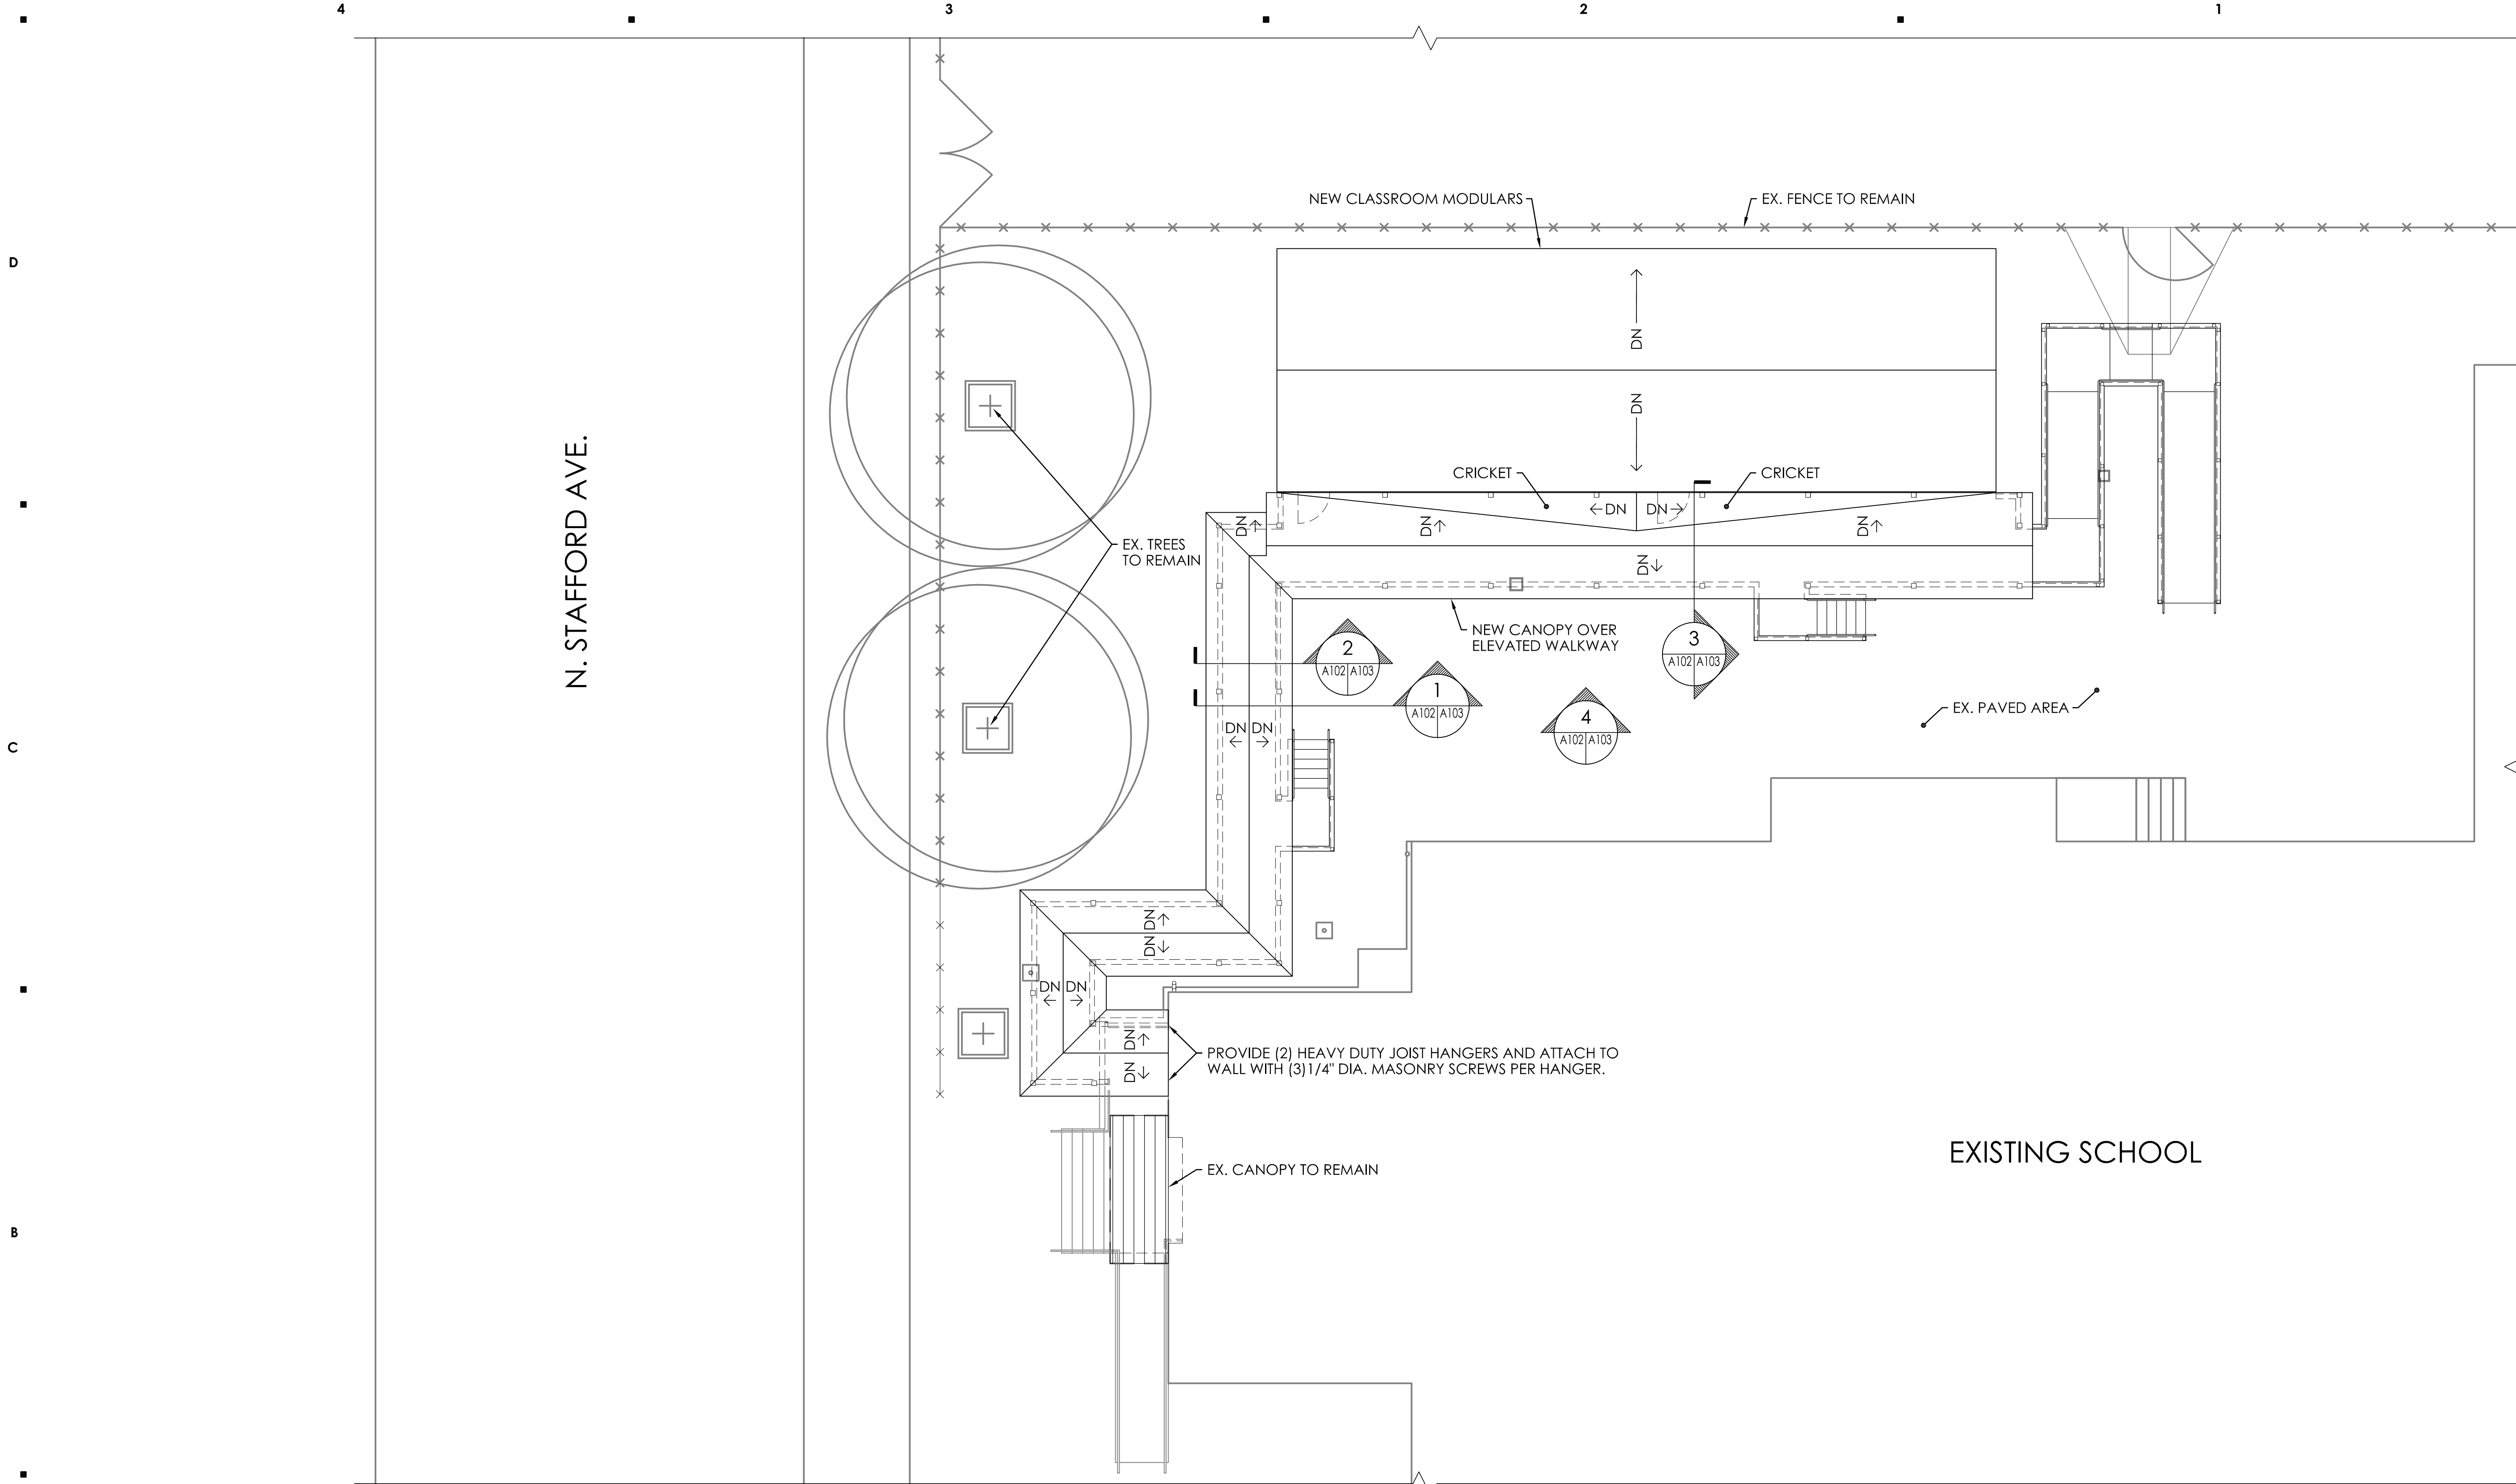 4
3
2
1
D
C
B
N. STAFFORD AVE.
NEW CLASSROOM MODULARS
EX. FENCE TO REMAIN
DN
DN
CRICKET
CRICKET
DN
DN
DN
DN
DN
DN
EX. TREES
TO REMAIN
NEW CANOPY OVER
ELEVATED WALKWAY
2
A102 A103
3
A102 A103
1
A102 A103
4
A102 A103
EX. PAVED AREA
DN DN
DN
DN
DN DN
DN
DN
PROVIDE (2) HEAVY DUTY JOIST HANGERS AND ATTACH TO
WALL WITH (3)1/4" DIA. MASONRY SCREWS PER HANGER.
EX. CANOPY TO REMAIN
EXISTING SCHOOL